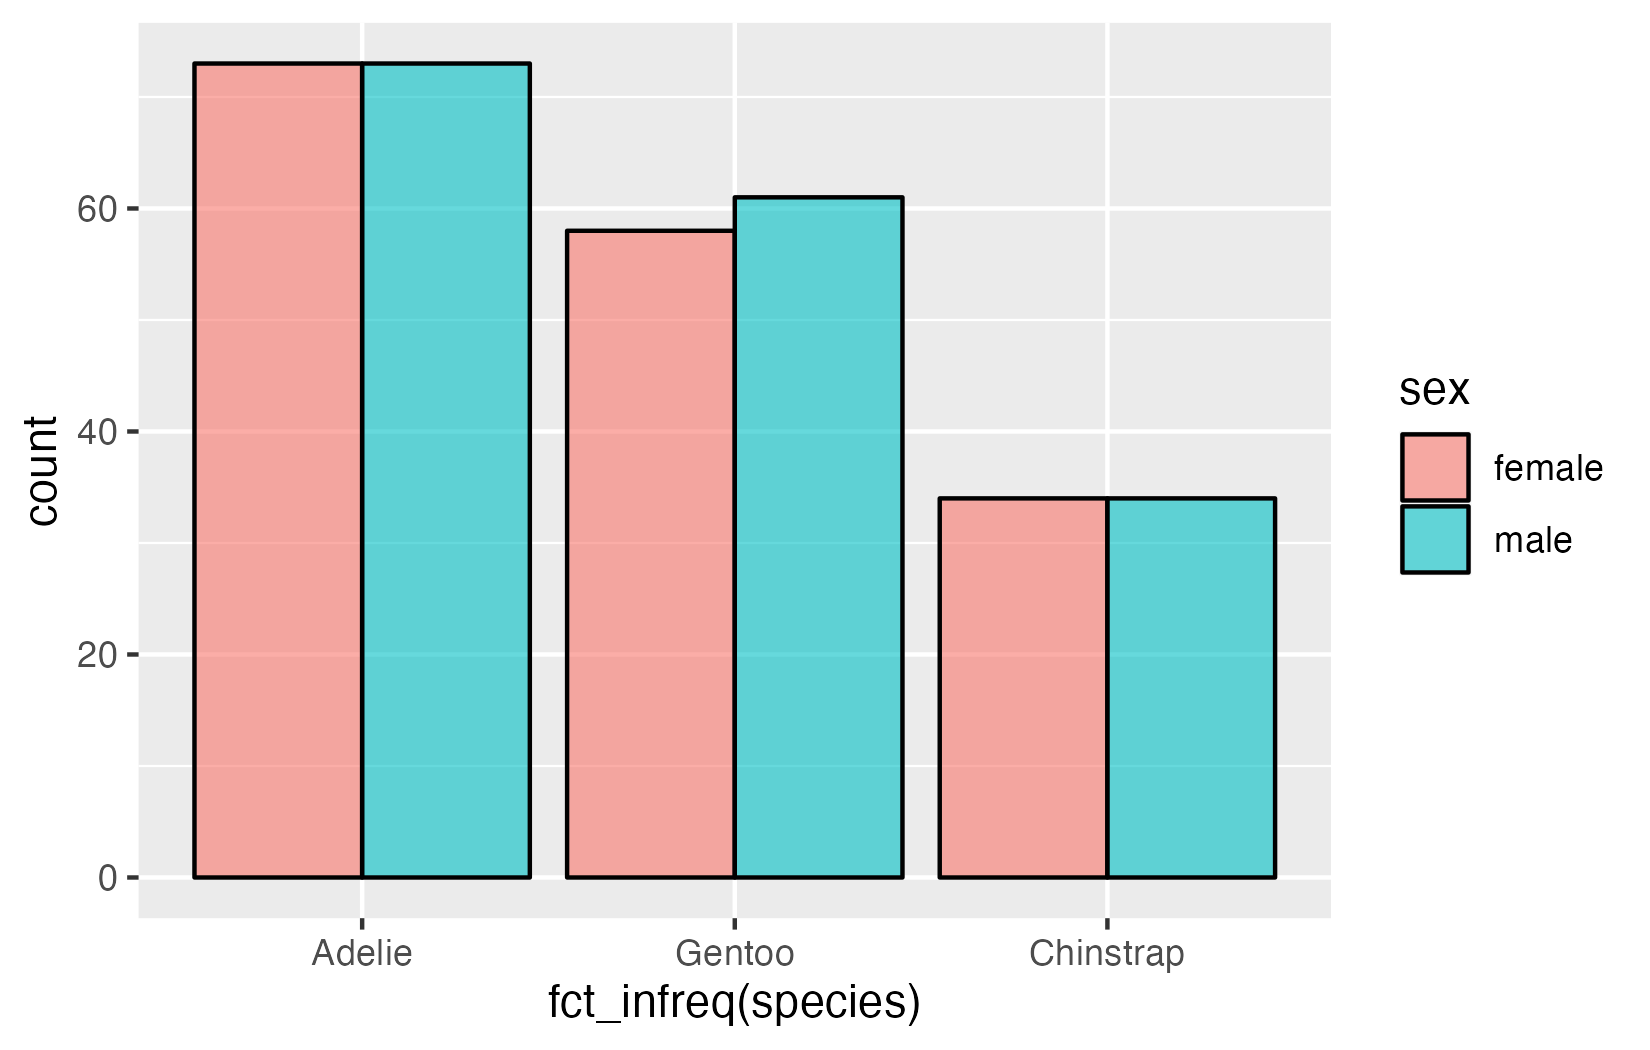 count
60
40
20
0
Adelie Gentoo Chinstrap
fct_infreq(species)
sex
female
male